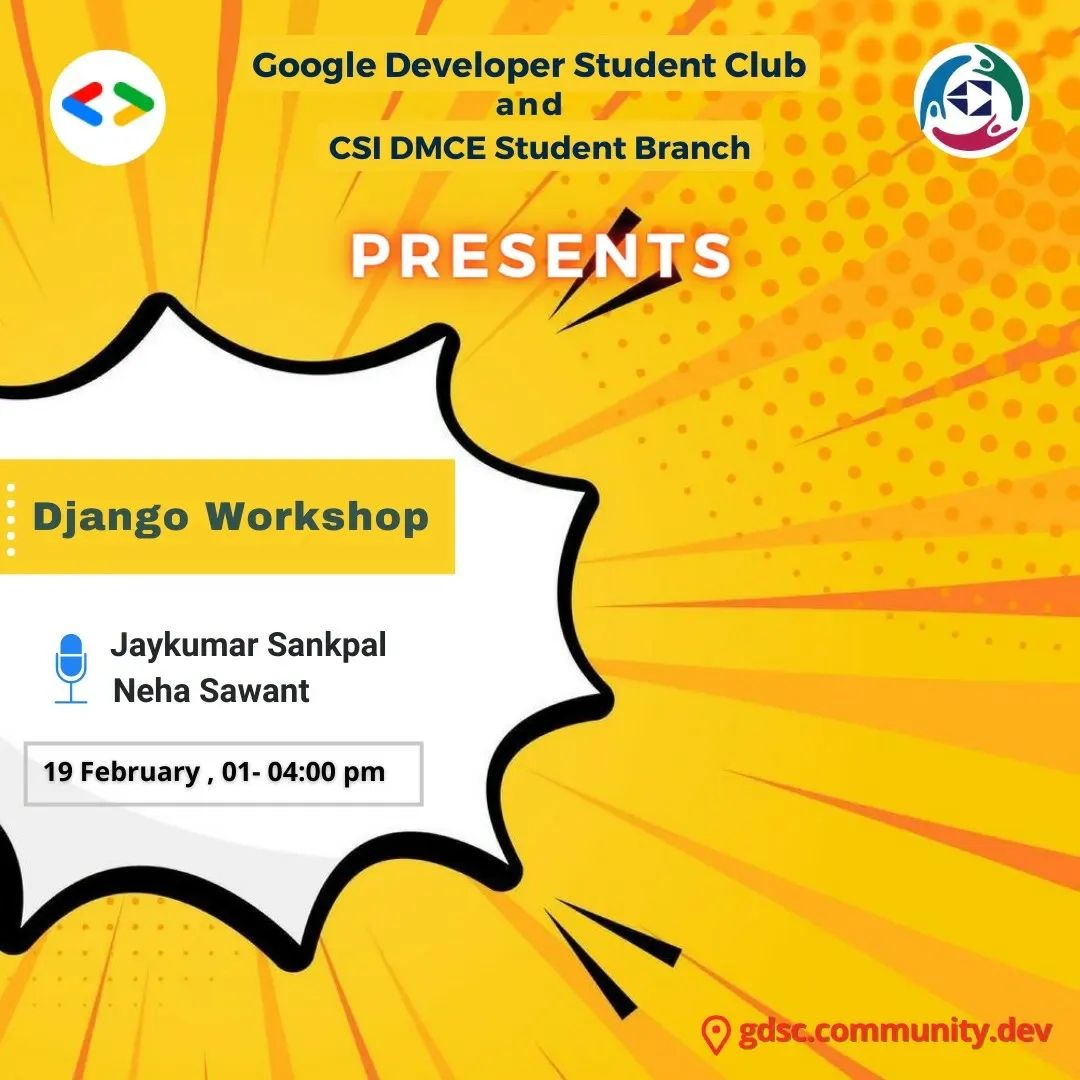 Google Developer Student Club
and
CSI DMCE Student Branch
PRESENTS
Django Workshop
Jaykumar Sankpal
Neha Sawant
19 February , 01- 04:00 pm
gdsc.community.dev